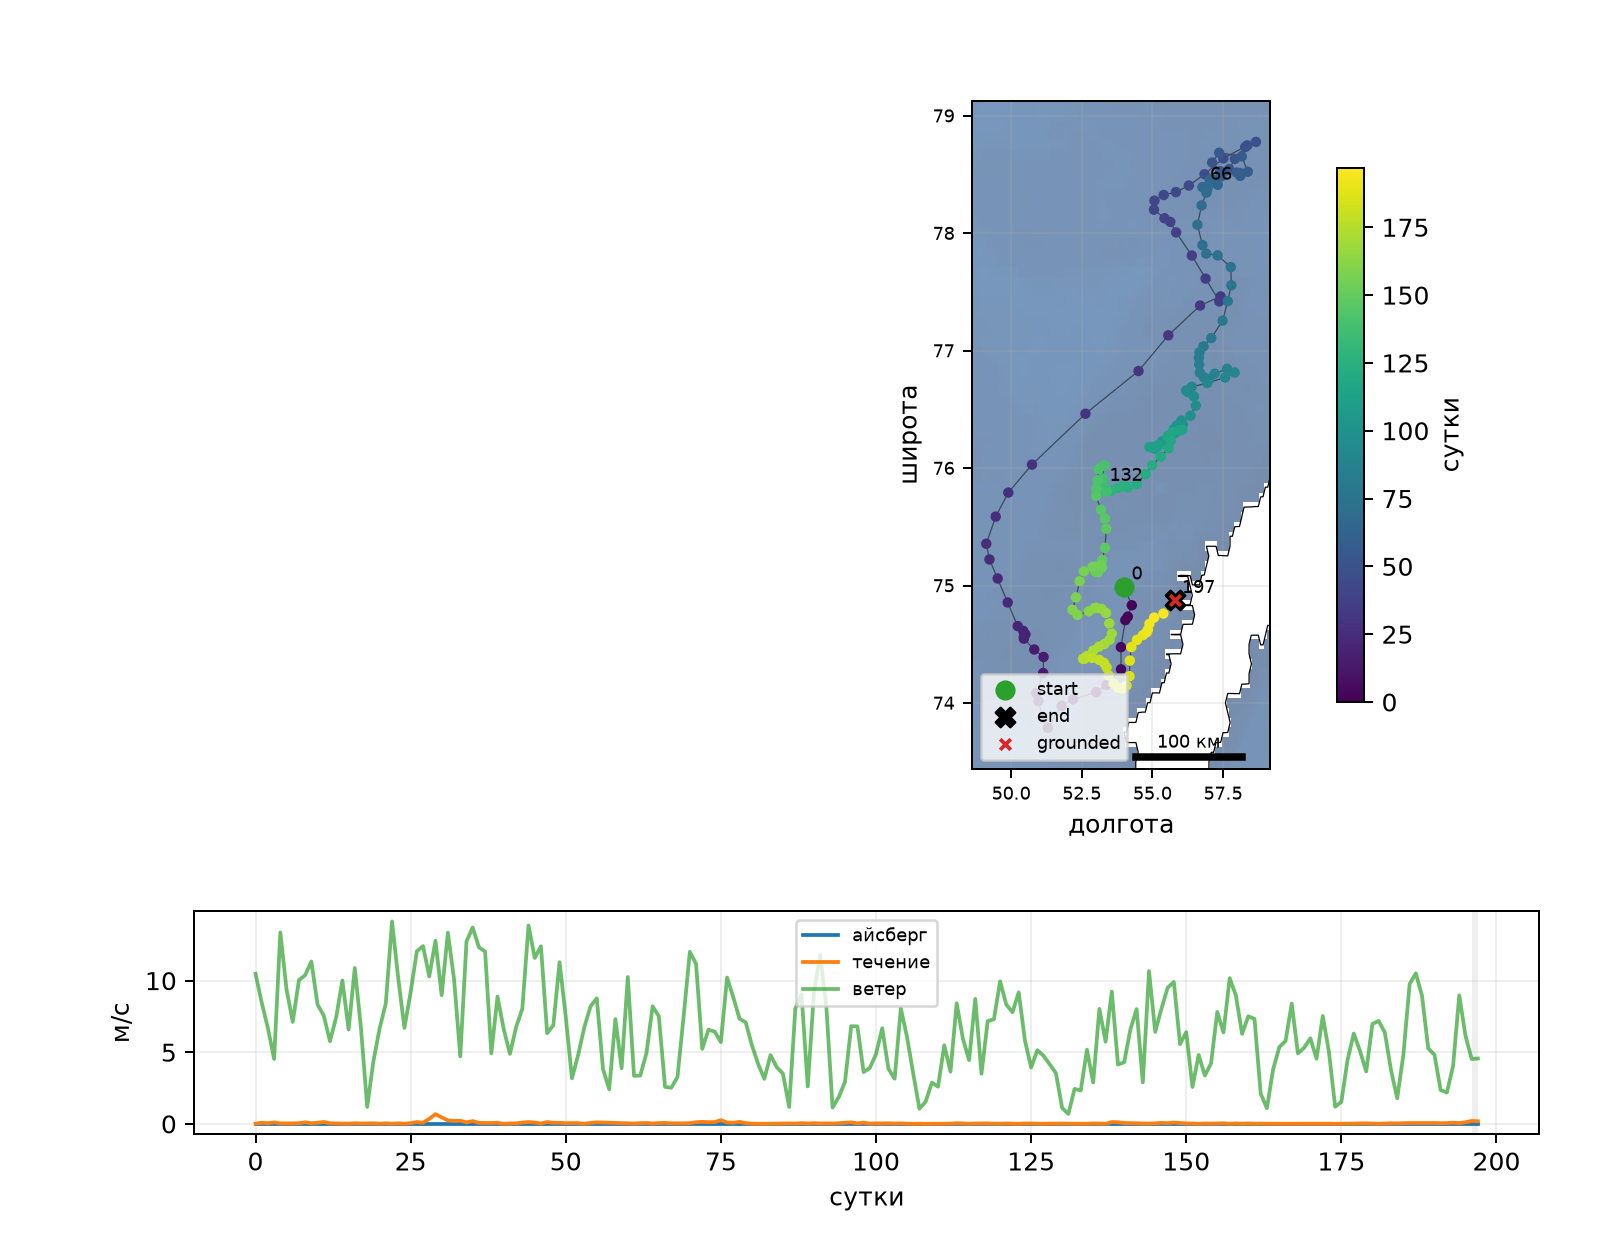 79
78
77
76
75
74
широта
50.0 52.5 55.0 57.5
долгота
66
132
0
197
start
end
grounded
100 км
175
150
125
100
75
50
25
0
сутки
10
5
0
м/с
айсберг
течение
ветер
0 25 50 75 100 125 150 175 200
сутки